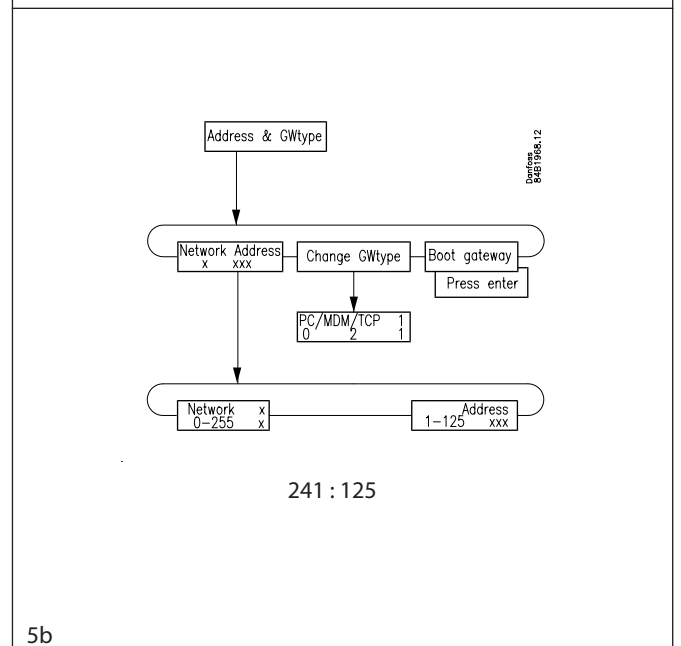 Address & GWtype
Danfoss
84B1968.12
Network Address
x xxx
Change GWtype
Boot gateway
Press enter
PC/MDM/TCP 1
0 2 1
Network x
0-255 x
Address
1-125 xxx
241 : 125
5b